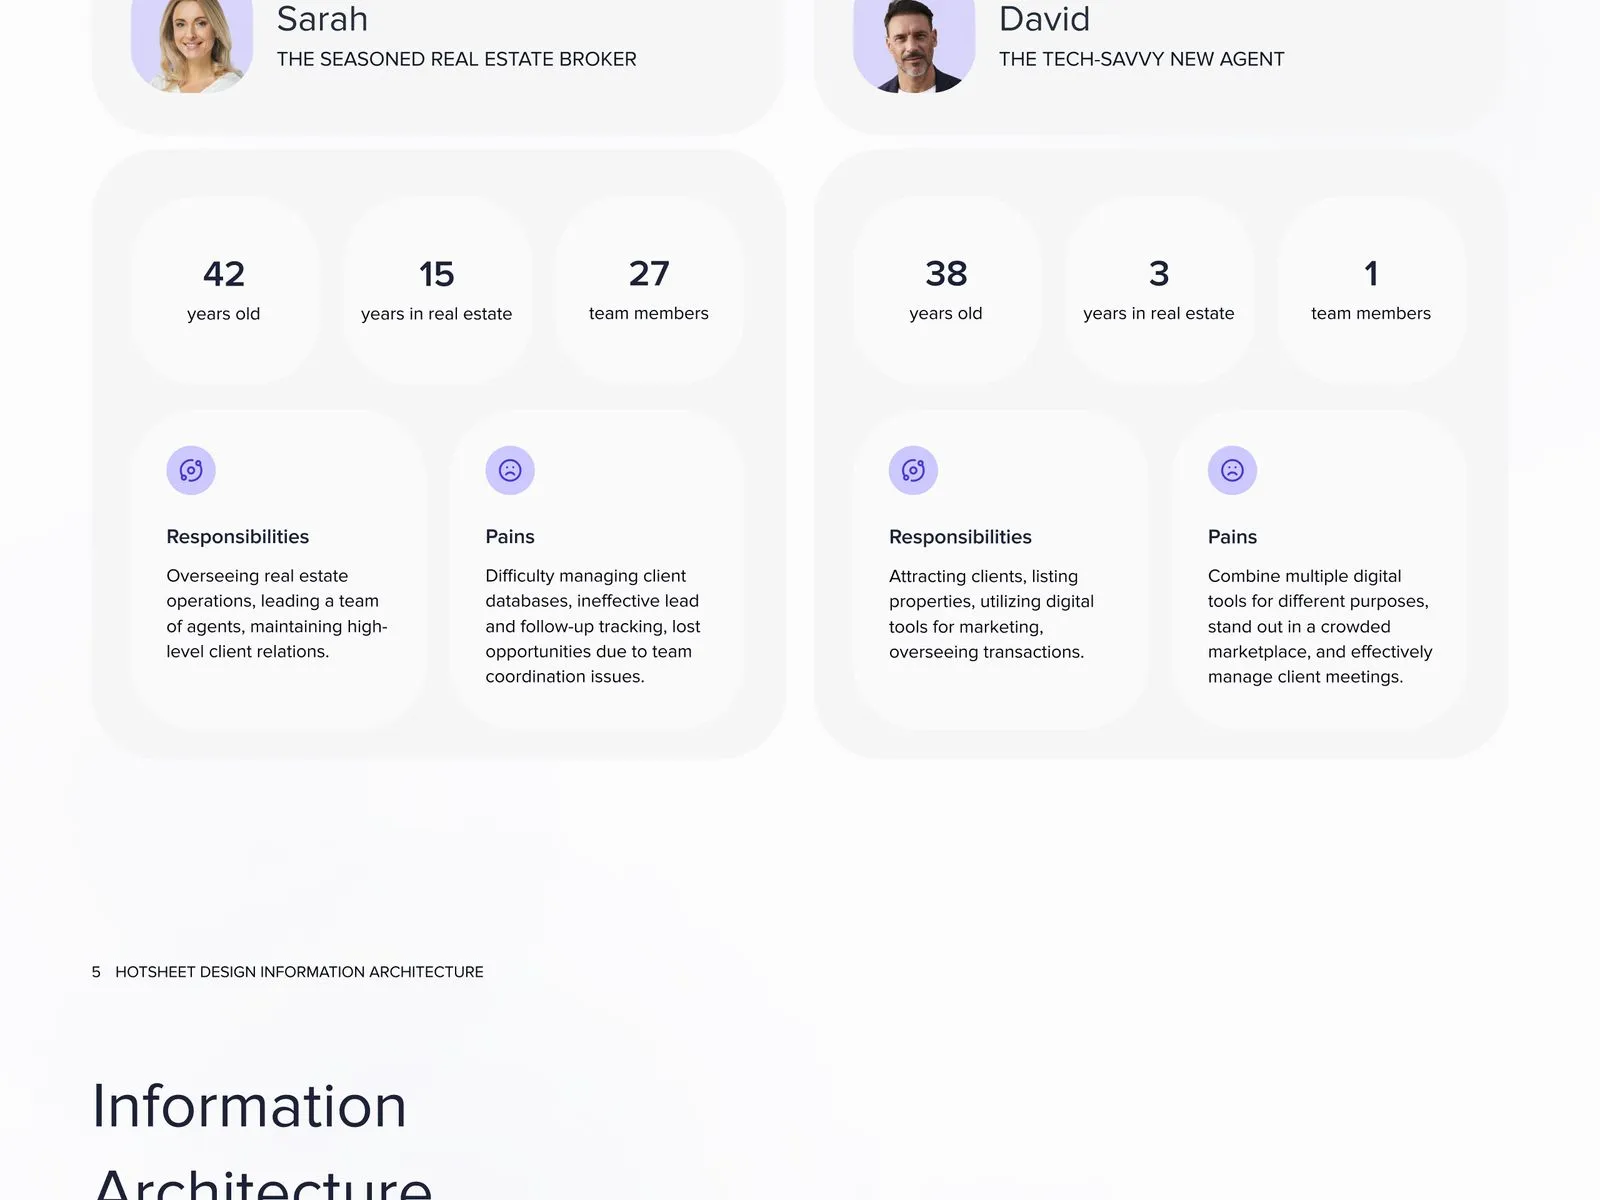 Sarah
THE SEASONED REAL ESTATE BROKER
42
years old
15
years in real estate
27
team members
Responsibilities
Overseeing real estate
operations, leading a team
of agents, maintaining high-
level client relations.
Pains
Difficulty managing client
databases, ineffective lead
and follow-up tracking, lost
opportunities due to team
coordination issues.
David
THE TECH-SAVVY NEW AGENT
38
years old
3
years in real estate
1
team members
Responsibilities
Attracting clients, listing
properties, utilizing digital
tools for marketing,
overseeing transactions.
Pains
Combine multiple digital
tools for different purposes,
stand out in a crowded
marketplace, and effectively
manage client meetings.
5 HOTSHEET DESIGN INFORMATION ARCHITECTURE
Information
Architecture